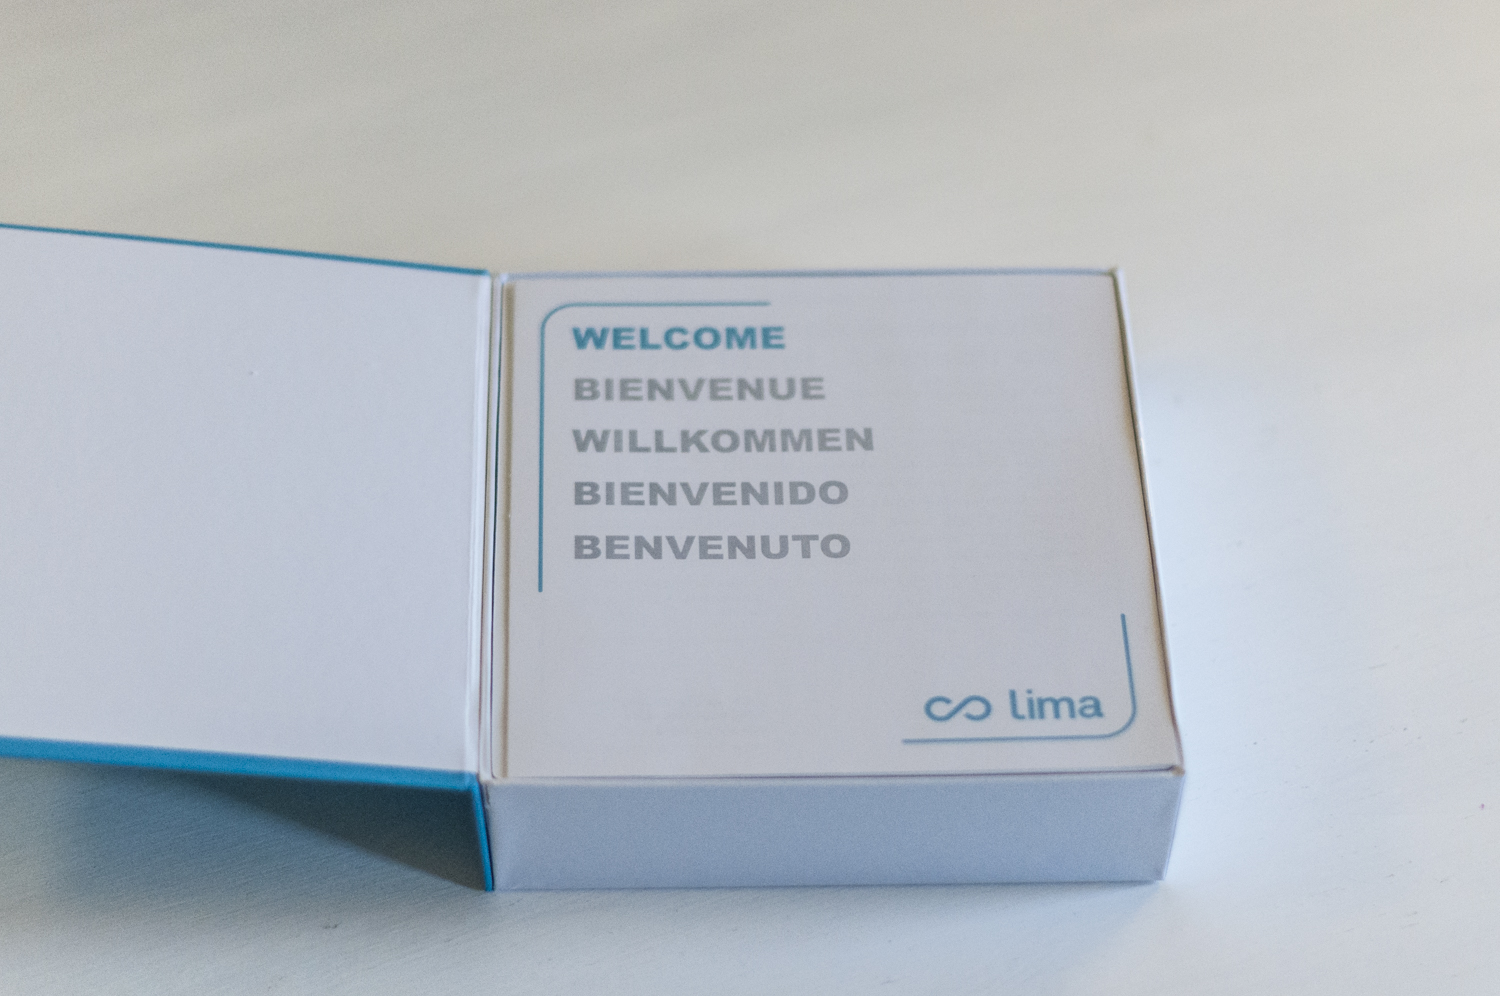 WELCOME
BIENVENUE
WILLKOMMEN
BIENVENIDO
BENVENUTO
lima